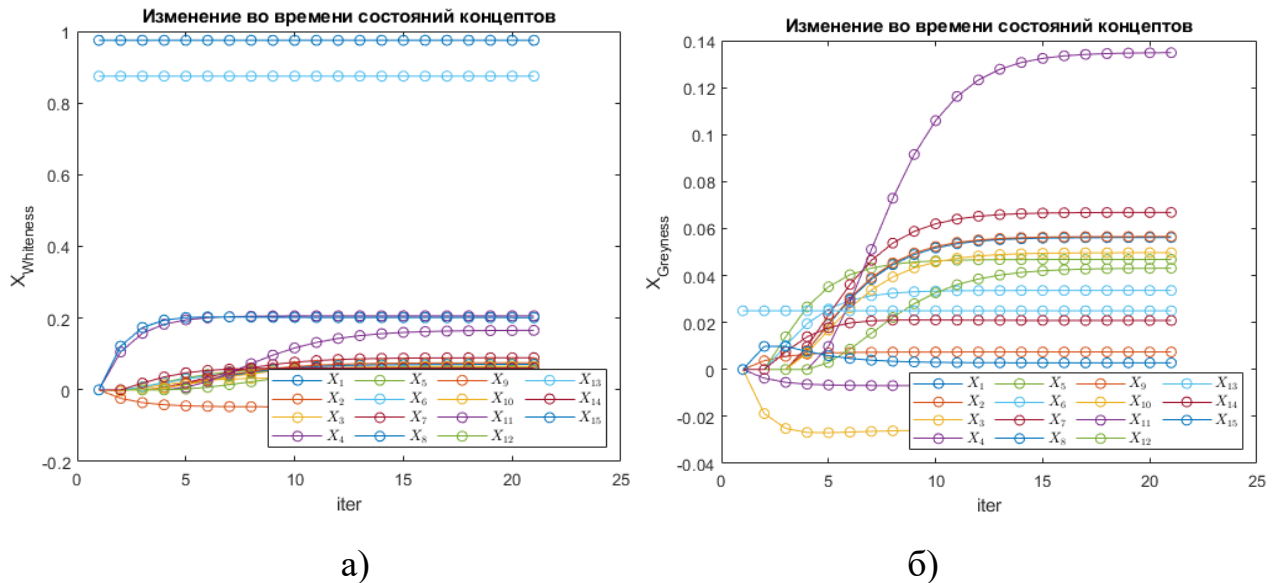 Изменение во времени состояний концептов
1
0.8
0.6
0.4
0.2
0
-0.2
0
5
10
15
20
25
X_Whiteness
iter
X_1 X_5 X_9 X_13
X_2 X_6 X_10 X_14
X_3 X_7 X_11 X_15
X_4 X_8 X_12
а)
Изменение во времени состояний концептов
0.14
0.12
0.1
0.08
0.06
0.04
0.02
0
-0.02
-0.04
0
5
10
15
20
25
X_Greyness
iter
X_1 X_5 X_9 X_13
X_2 X_6 X_10 X_14
X_3 X_7 X_11 X_15
X_4 X_8 X_12
б)